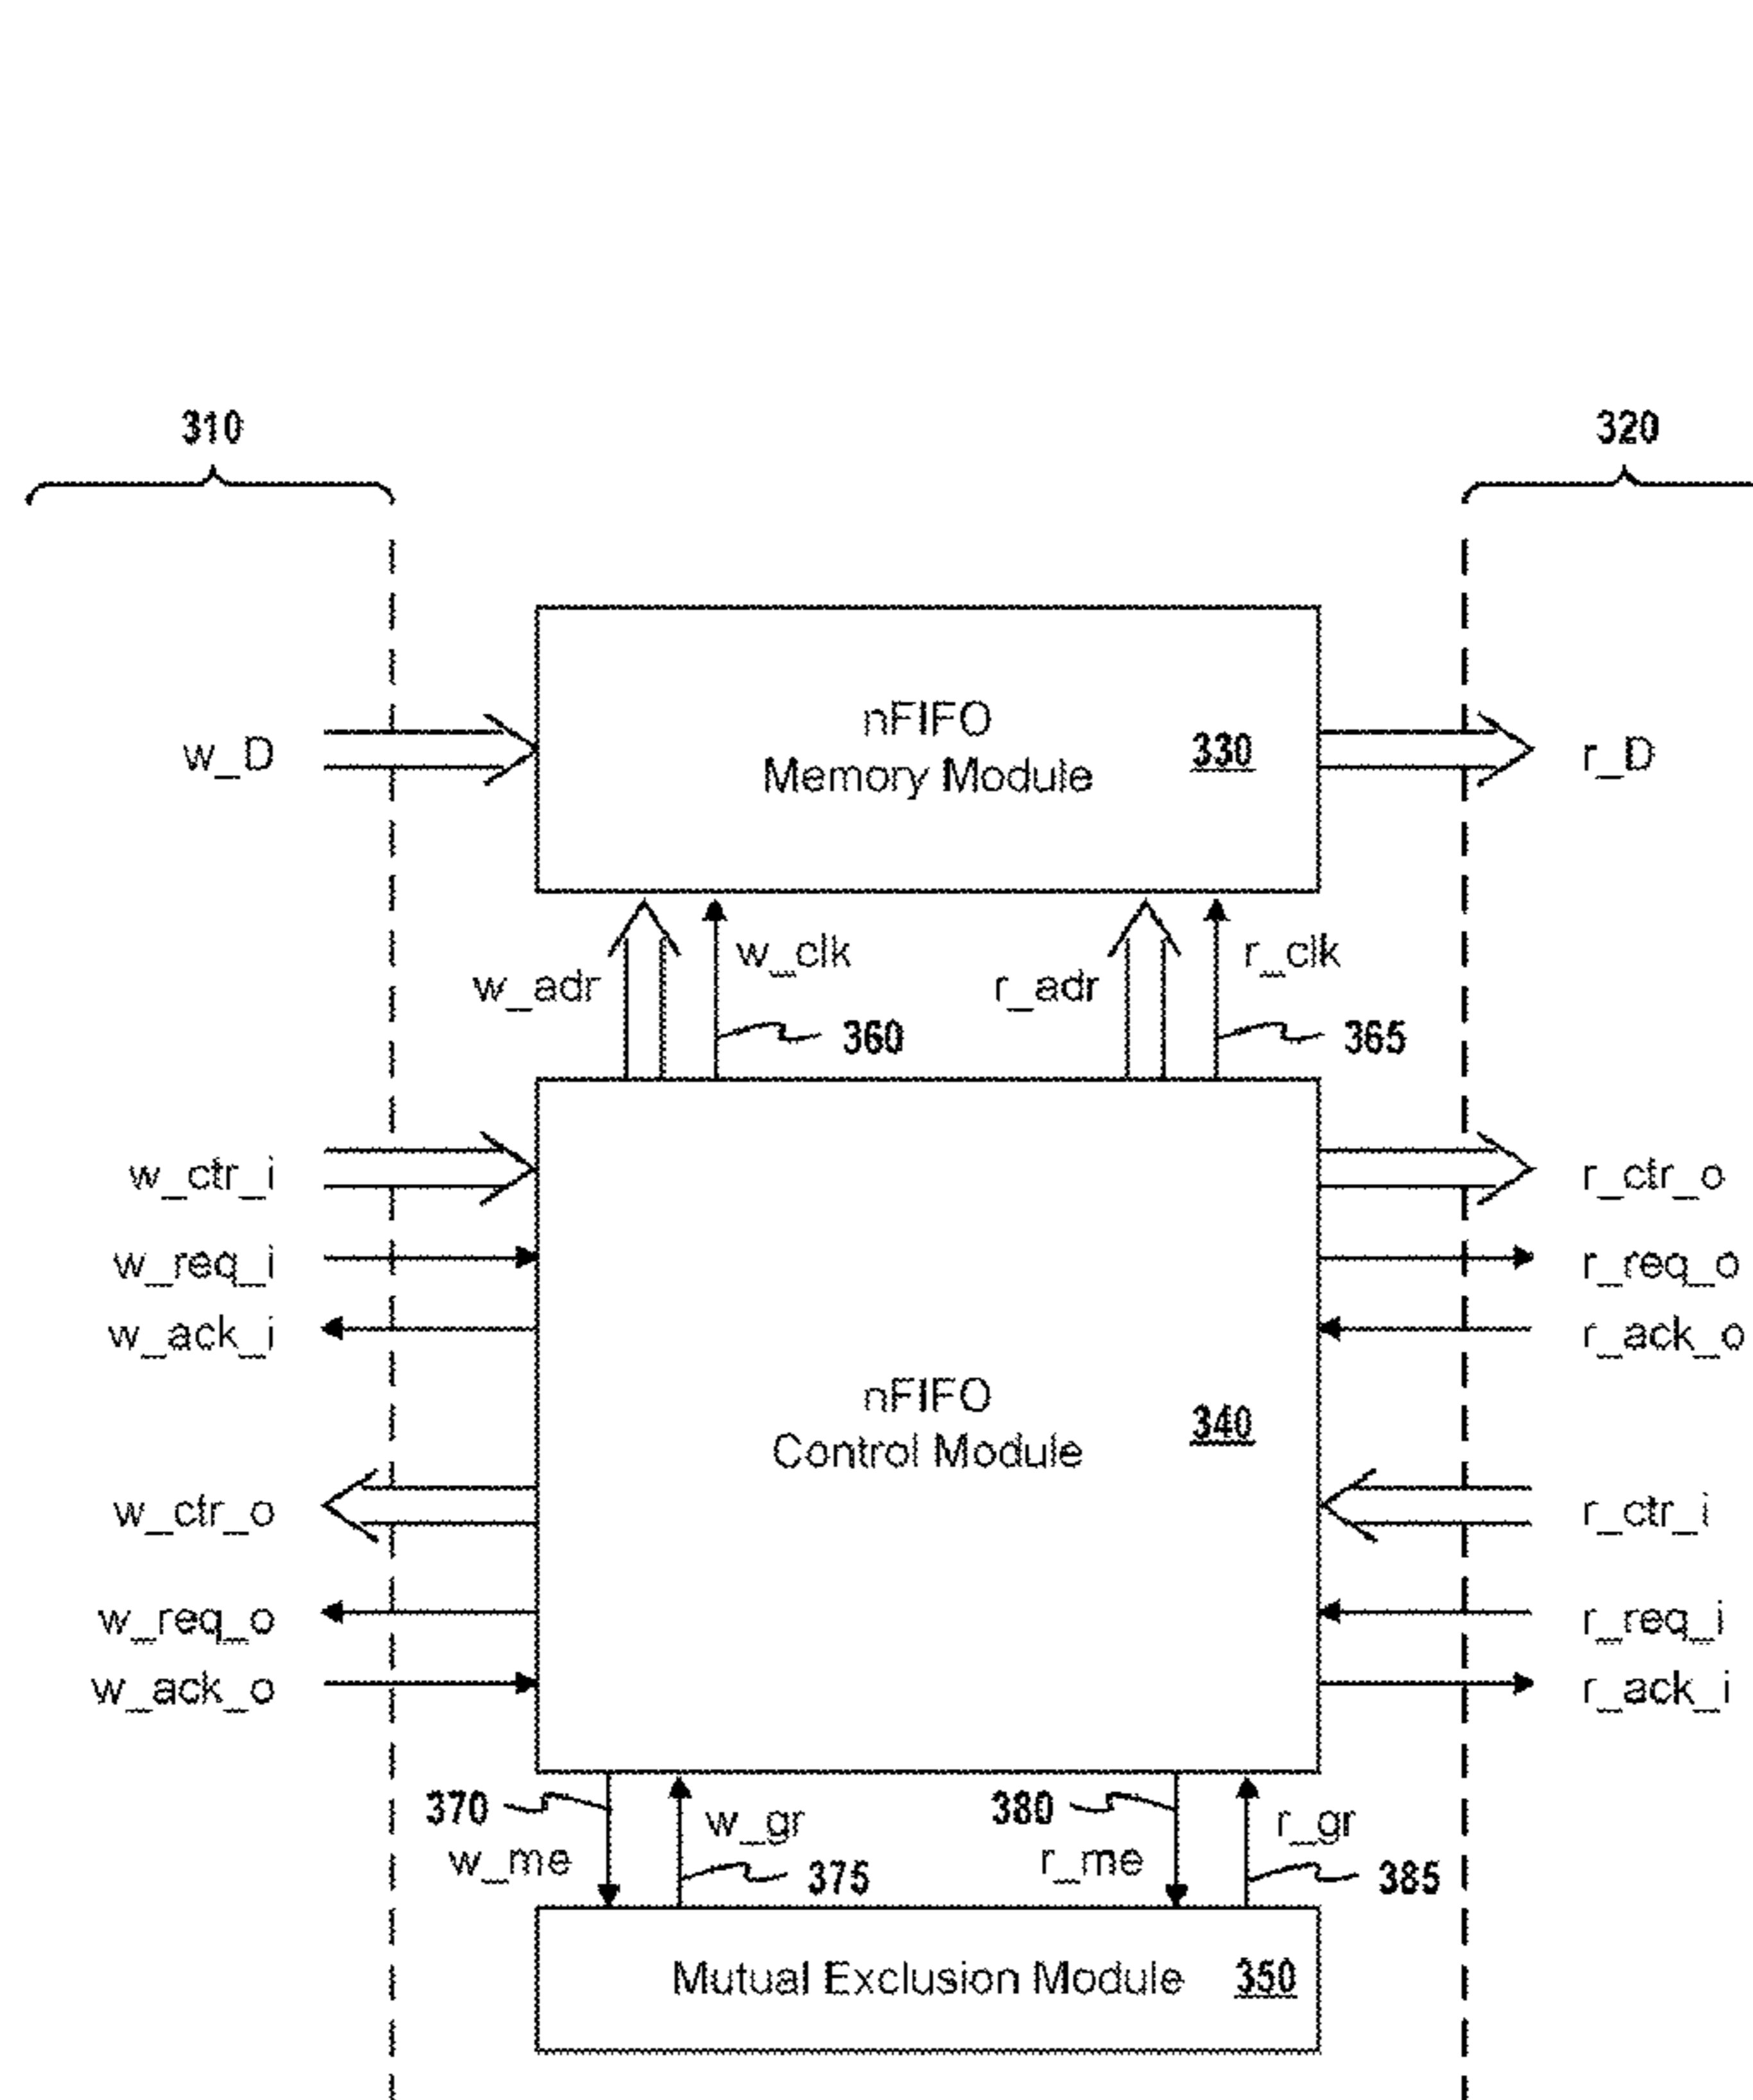 310 320
nFIFO
w_D Memory Module 330 r_D
w_clk r_clk
w_adr r_adr
360 365
w_ctr_i r_ctr_o
w_req_i r_req_o
w_ack_i r_ack_o
nFIFO
Control Module 340
w_ctr_o r_ctr_i
w_req_o r_req_i
w_ack_o r_ack_i
370 w_gr 380 r_gr
w_me 375 r_me 385
Mutual Exclusion Module 350